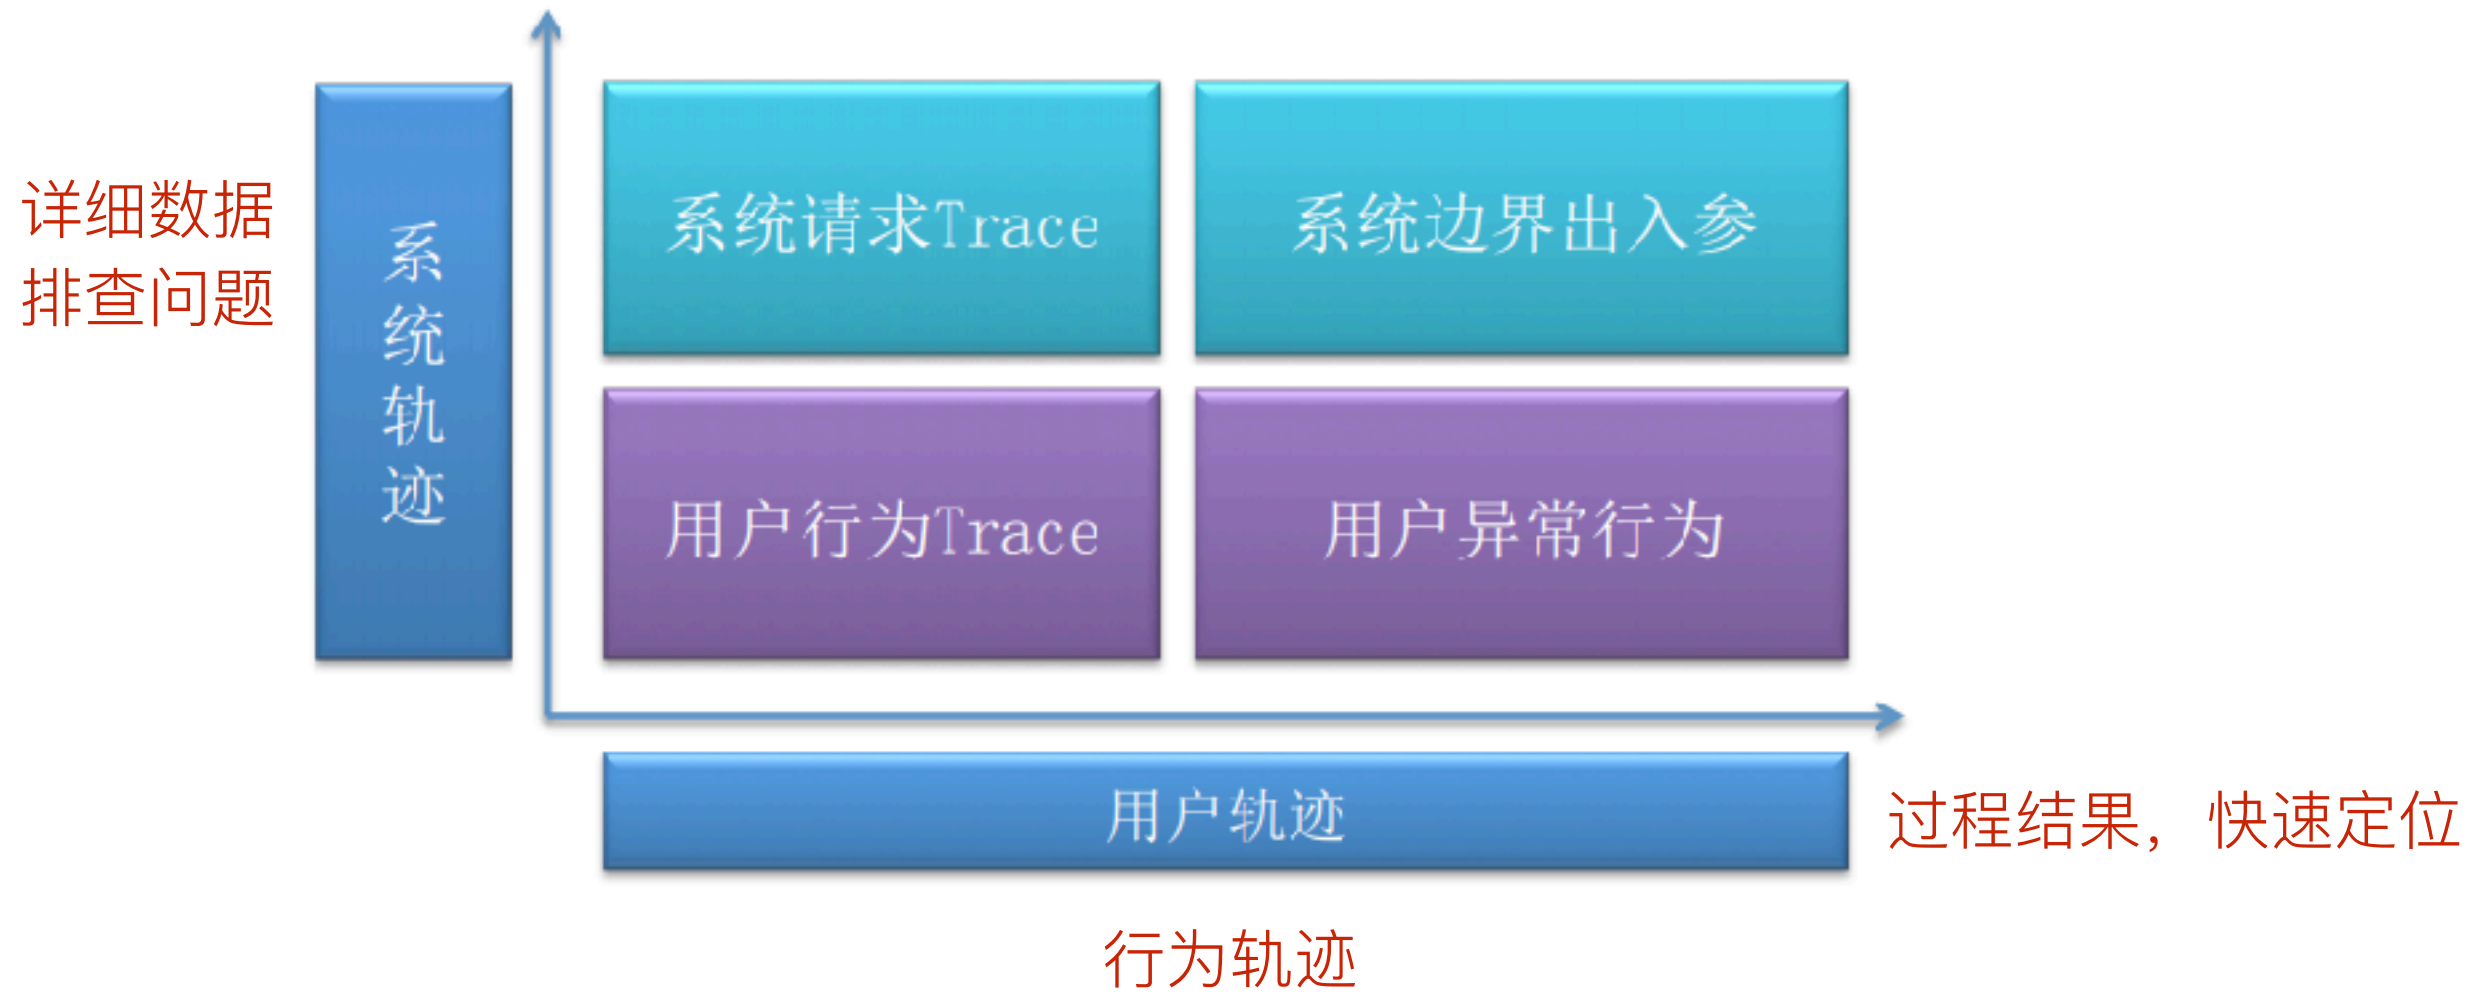 详细数据
排查问题
系统轨迹
系统请求Trace
系统边界出入参
用户行为Trace
用户异常行为
用户轨迹
过程结果，快速定位
行为轨迹